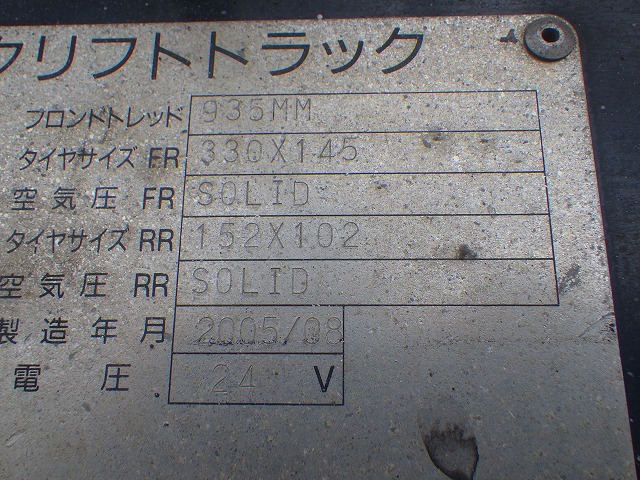 クリフトトラック
フロントトレッド 935MM
タイヤサイズ FR 330X145
空気圧 FR SOLID
タイヤサイズ RR 152X102
空気圧 RR SOLID
製造年月 2005/08
電圧 24 V